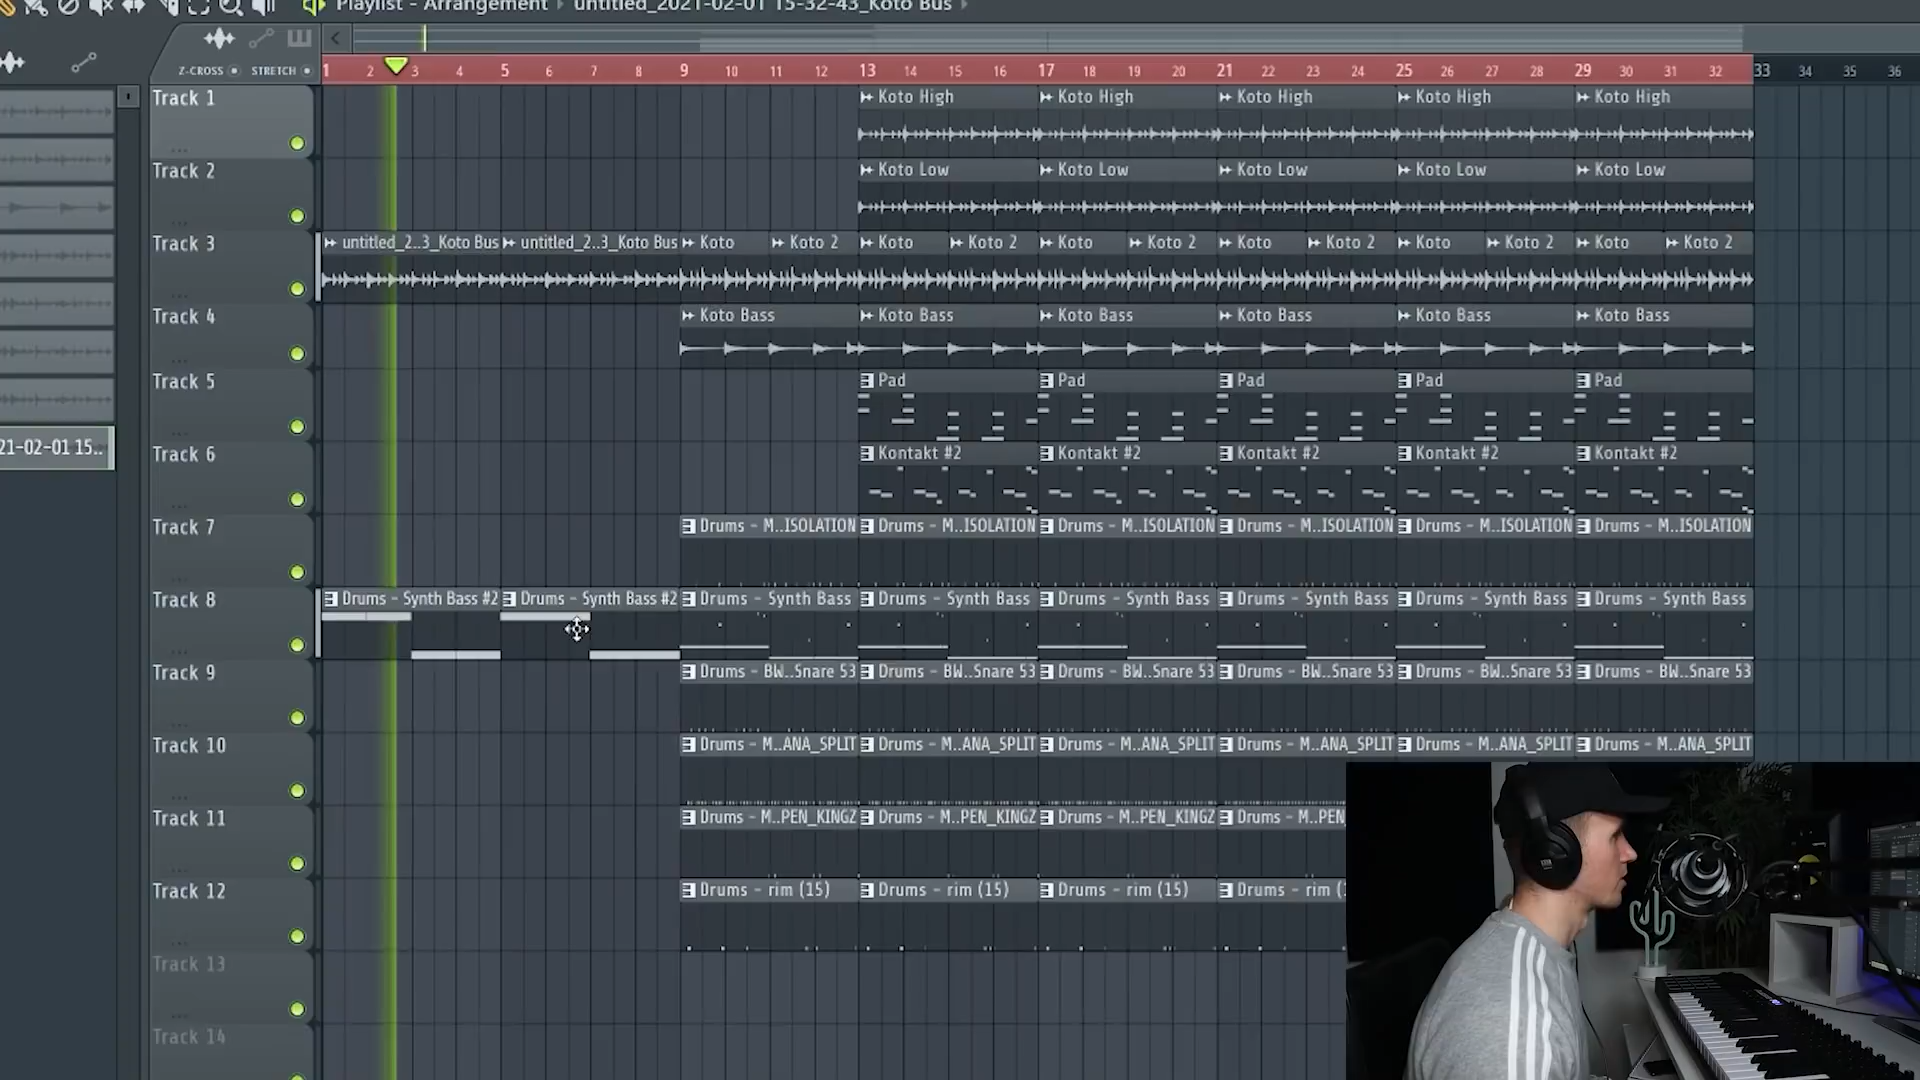 Playlist - Arrangement ▸ untitled_2021-02-01 15-32-43_Koto Bus ▸
Z-CROSS STRETCH
1 2 3 4 5 6 7 8 9 10 11 12 13 14 15 16 17 18 19 20 21 22 23 24 25 26 27 28 29 30 31 32 33 34 35 36
Track 1
Koto High Koto High Koto High Koto High Koto High
Track 2
Koto Low Koto Low Koto Low Koto Low Koto Low
Track 3
untitled_2..3_Koto Bus untitled_2..3_Koto Bus Koto Koto 2 Koto Koto 2 Koto Koto 2 Koto Koto 2 Koto Koto 2 Koto Koto 2
Track 4
Koto Bass Koto Bass Koto Bass Koto Bass Koto Bass Koto Bass
Track 5
Pad Pad Pad Pad Pad
21-02-01 15..
Track 6
Kontakt #2 Kontakt #2 Kontakt #2 Kontakt #2 Kontakt #2
Track 7
Drums - M..ISOLATION Drums - M..ISOLATION Drums - M..ISOLATION Drums - M..ISOLATION Drums - M..ISOLATION Drums - M..ISOLATION
Track 8
Drums - Synth Bass #2 Drums - Synth Bass #2 Drums - Synth Bass Drums - Synth Bass Drums - Synth Bass Drums - Synth Bass Drums - Synth Bass Drums - Synth Bass
Track 9
Drums - BW..Snare 53 Drums - BW..Snare 53 Drums - BW..Snare 53 Drums - BW..Snare 53 Drums - BW..Snare 53 Drums - BW..Snare 53
Track 10
Drums - M..ANA_SPLIT Drums - M..ANA_SPLIT Drums - M..ANA_SPLIT Drums - M..ANA_SPLIT Drums - M..ANA_SPLIT Drums - M..ANA_SPLIT
Track 11
Drums - M..PEN_KINGZ Drums - M..PEN_KINGZ Drums - M..PEN_KINGZ Drums - M..PEN
Track 12
Drums - rim (15) Drums - rim (15) Drums - rim (15) Drums - rim (
Track 13
Track 14